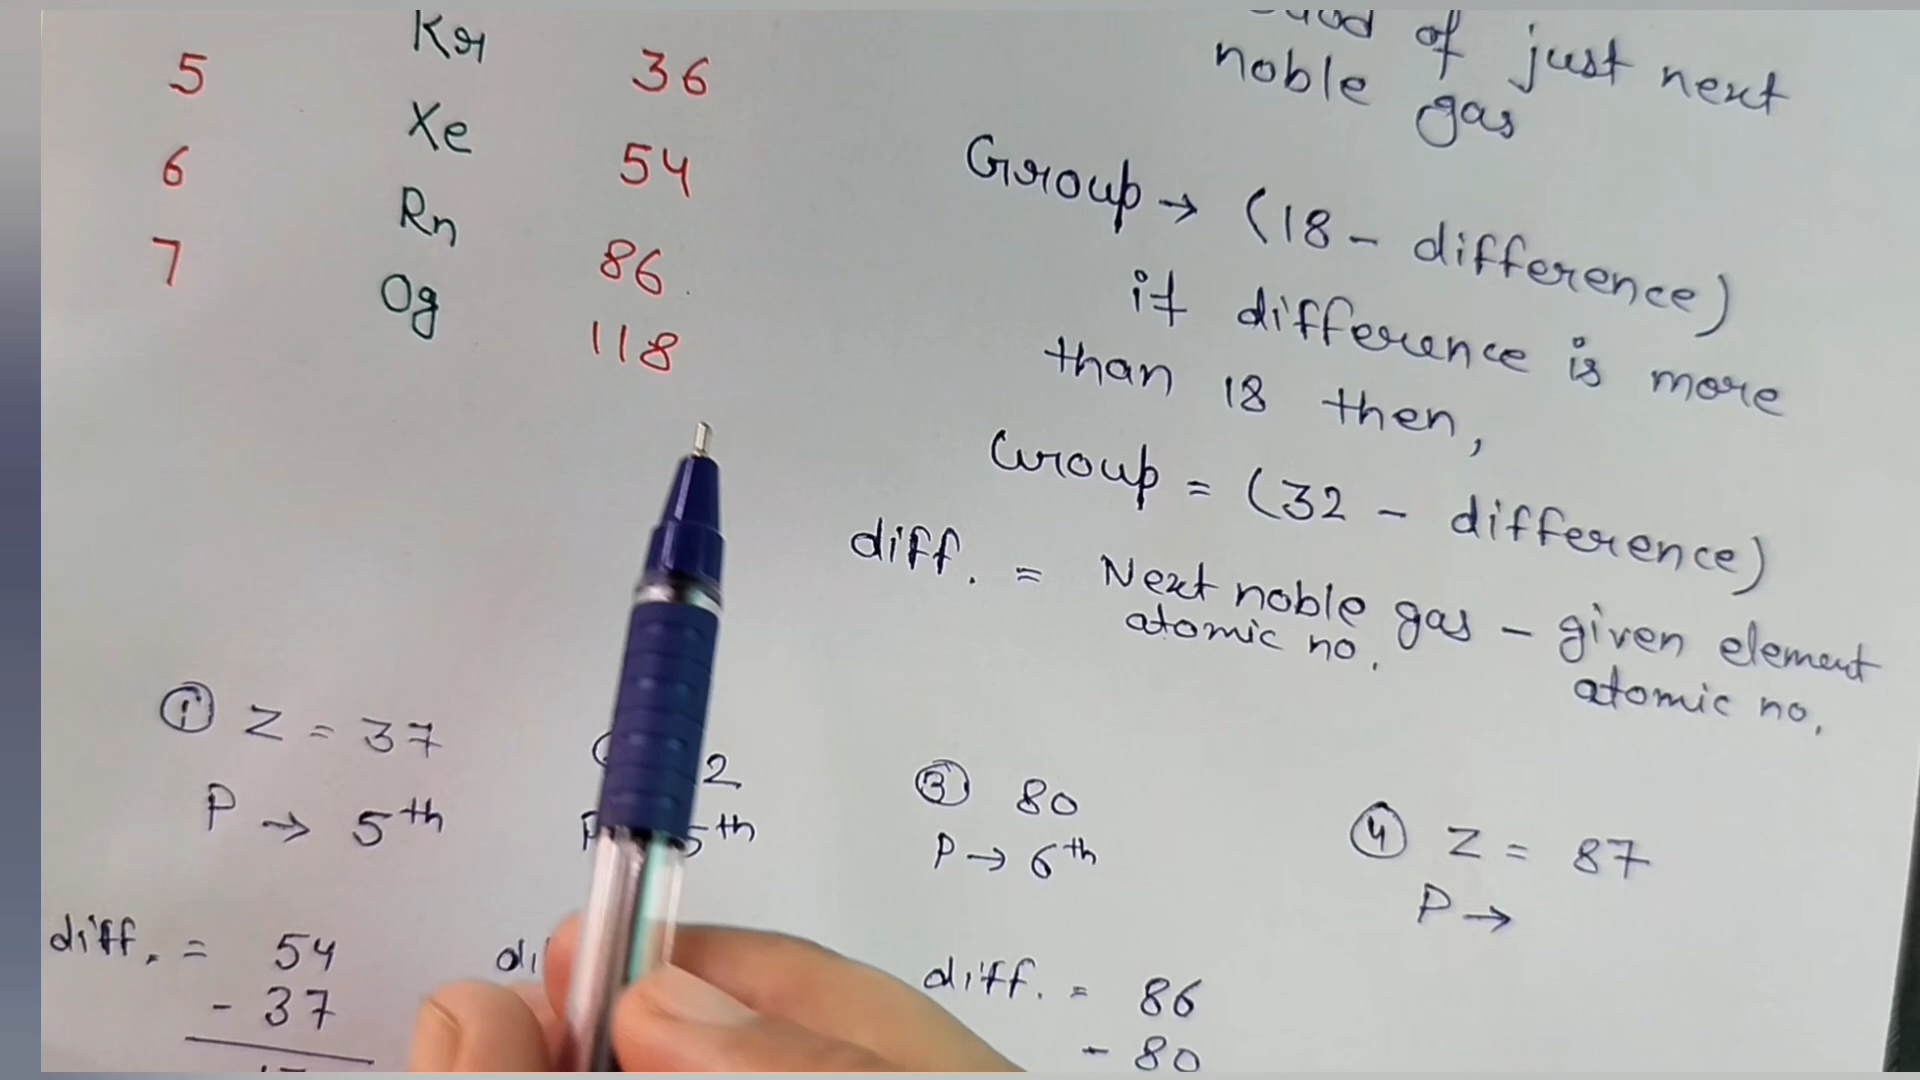 Kr 36
5 Xe 54
6 Rn 86
7 Og 118
of just next
noble gas
Group → (18 - difference)
if difference is more
than 18 then,
Group = (32 - difference)
diff. = Next noble gas - given element
atomic no. atomic no.
① Z = 37
P → 5th
diff. = 54
- 37
2
5th
③ 80
P → 6th
diff. = 86
- 80
④ Z = 87
P →